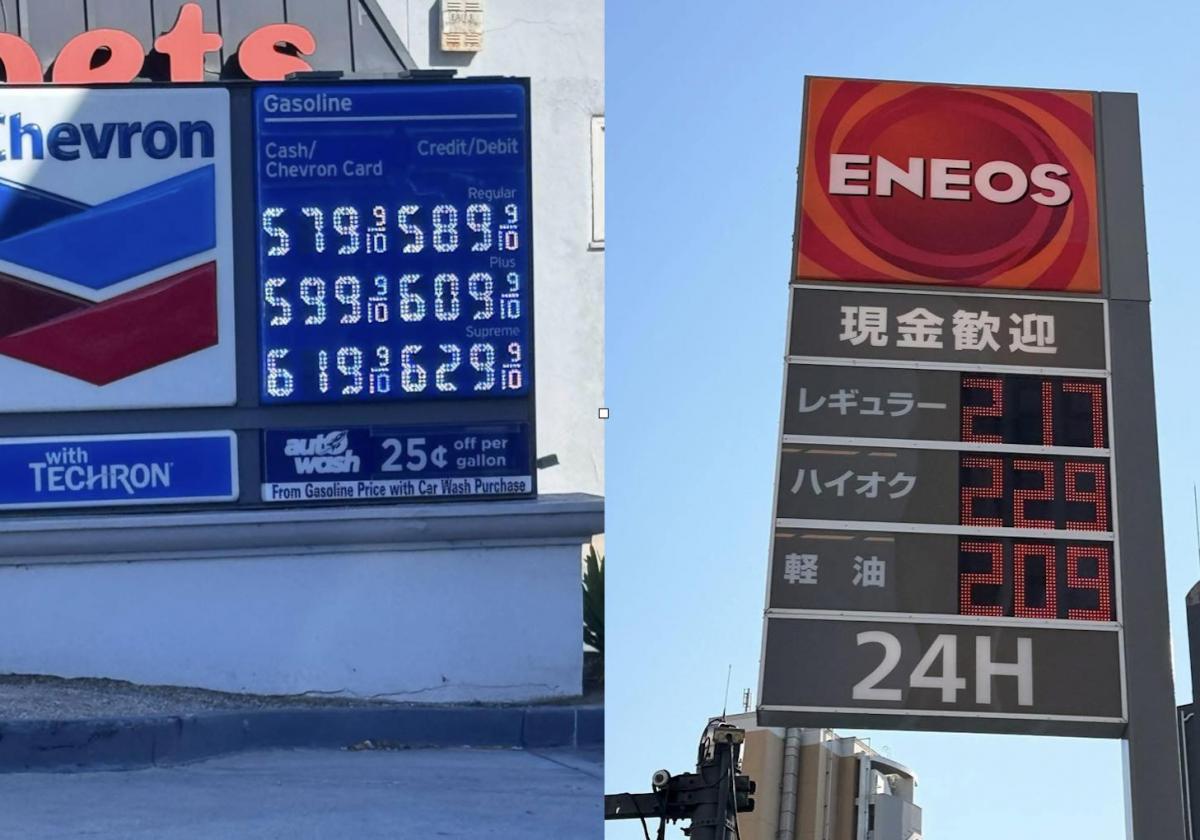 pets
Chevron
with
TECHRON
Gasoline
Cash/
Chevron Card
Credit/Debit
Regular
579 9/10 589 9/10
Plus
599 9/10 609 9/10
Supreme
619 9/10 629 9/10
auto
wash
25¢ off per
gallon
From Gasoline Price with Car Wash Purchase
ENEOS
現金歓迎
レギュラー 217
ハイオク 229
軽油 209
24H